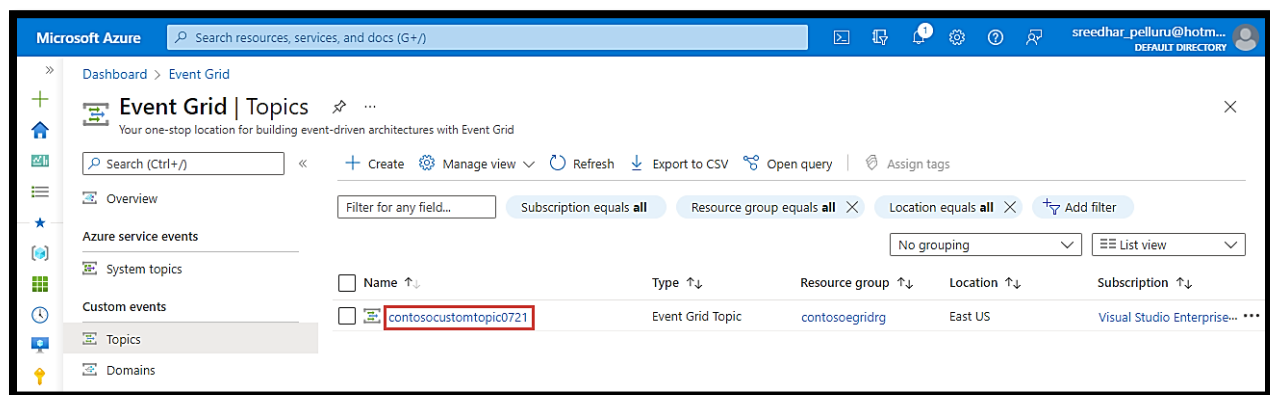 Microsoft Azure
Search resources, services, and docs (G+/)
1
sreedhar_pelluru@hotm...
DEFAULT DIRECTORY
Dashboard > Event Grid
Event Grid | Topics
Your one-stop location for building event-driven architectures with Event Grid
Search (Ctrl+/)
Create
Manage view
Refresh
Export to CSV
Open query
Assign tags
Overview
Filter for any field...
Subscription equals all
Resource group equals all
Location equals all
Add filter
Azure service events
No grouping
List view
System topics
Name
Type
Resource group
Location
Subscription
Custom events
contosocustomtopic0721
Event Grid Topic
contosoegridrg
East US
Visual Studio Enterprise...
Topics
Domains